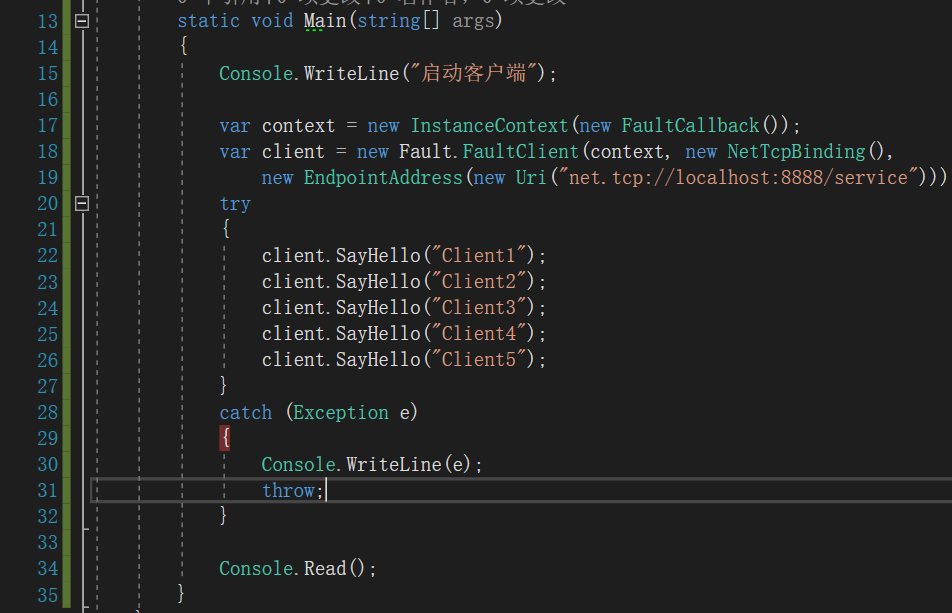 13 static void Main(string[] args)
14 {
15 Console.WriteLine("启动客户端");
16
17 var context = new InstanceContext(new FaultCallback());
18 var client = new Fault.FaultClient(context, new NetTcpBinding(),
19 new EndpointAddress(new Uri("net.tcp://localhost:8888/service")))
20 try
21 {
22 client.SayHello("Client1");
23 client.SayHello("Client2");
24 client.SayHello("Client3");
25 client.SayHello("Client4");
26 client.SayHello("Client5");
27 }
28 catch (Exception e)
29 {
30 Console.WriteLine(e);
31 throw;
32 }
33
34 Console.Read();
35 }